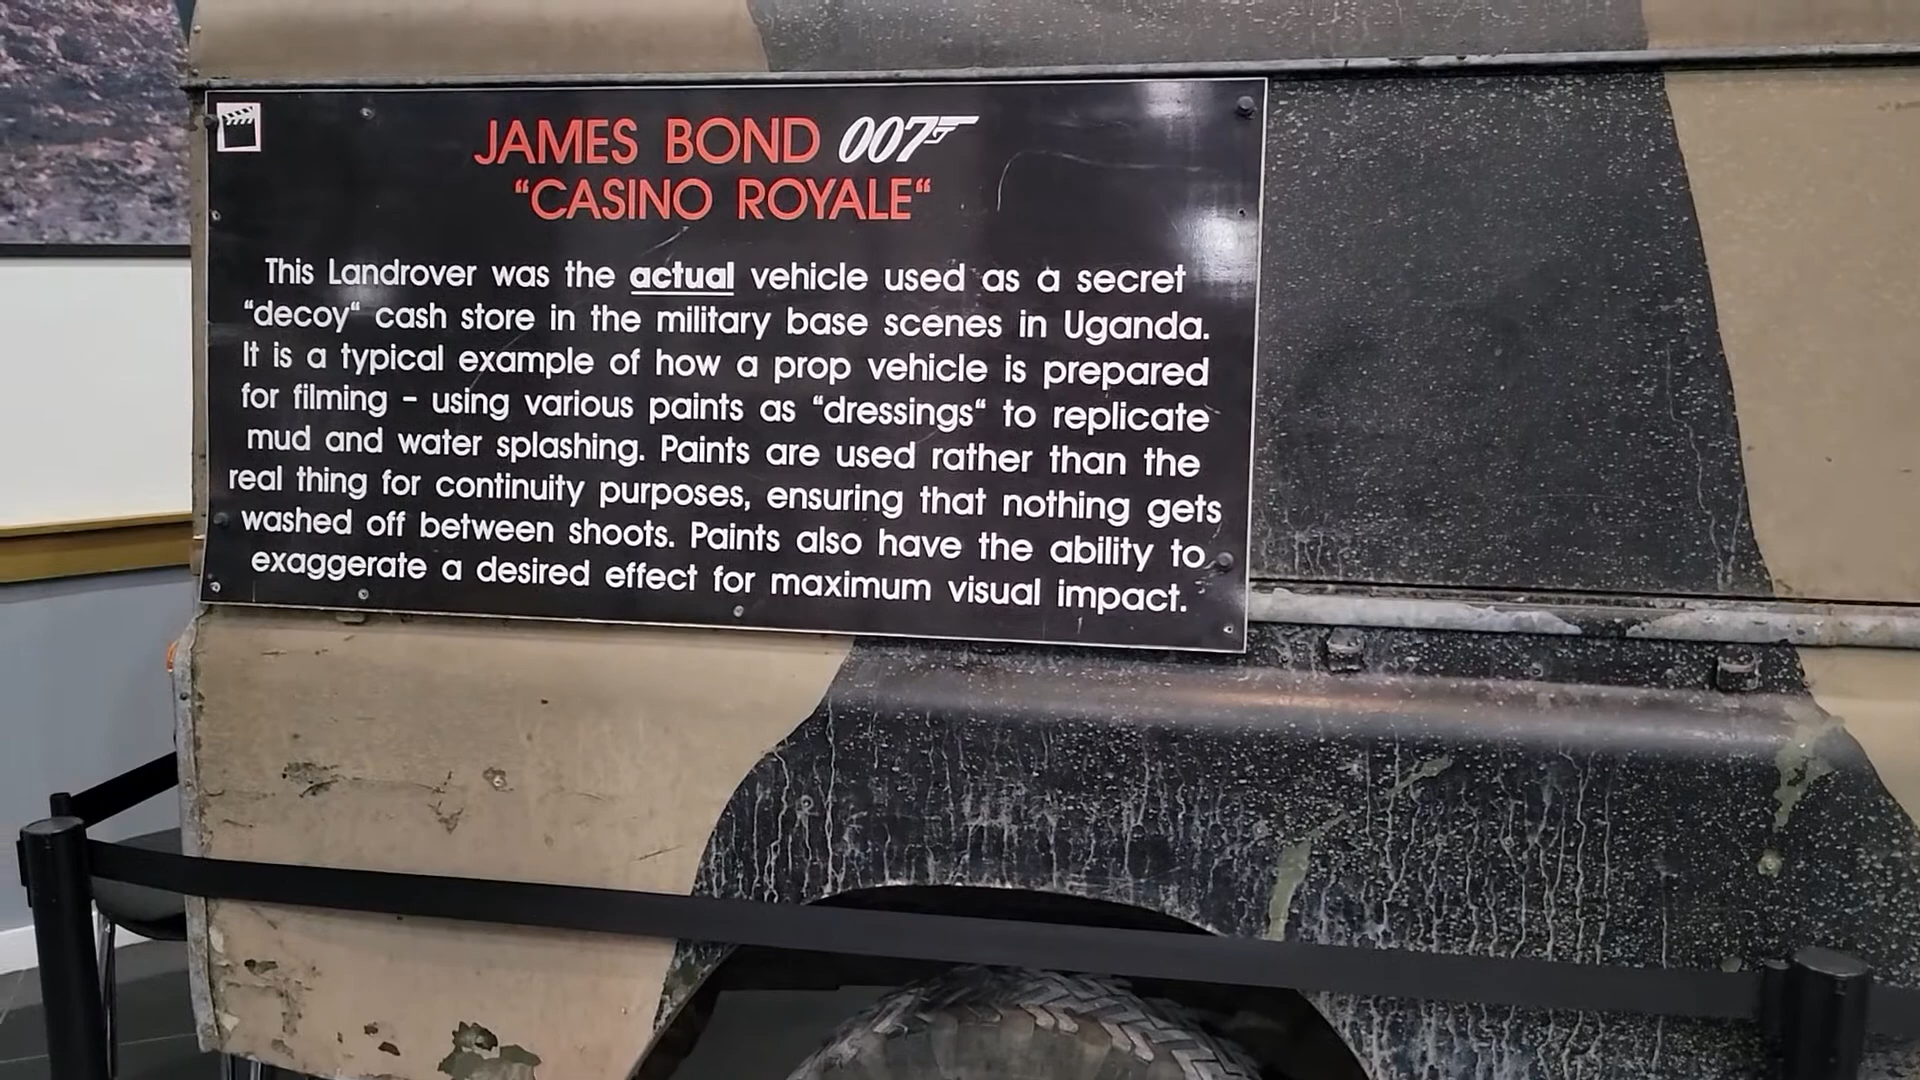 JAMES BOND 007
“CASINO ROYALE“
This Landrover was the actual vehicle used as a secret
“decoy“ cash store in the military base scenes in Uganda.
It is a typical example of how a prop vehicle is prepared
for filming - using various paints as “dressings“ to replicate
mud and water splashing. Paints are used rather than the
real thing for continuity purposes, ensuring that nothing gets
washed off between shoots. Paints also have the ability to
exaggerate a desired effect for maximum visual impact.